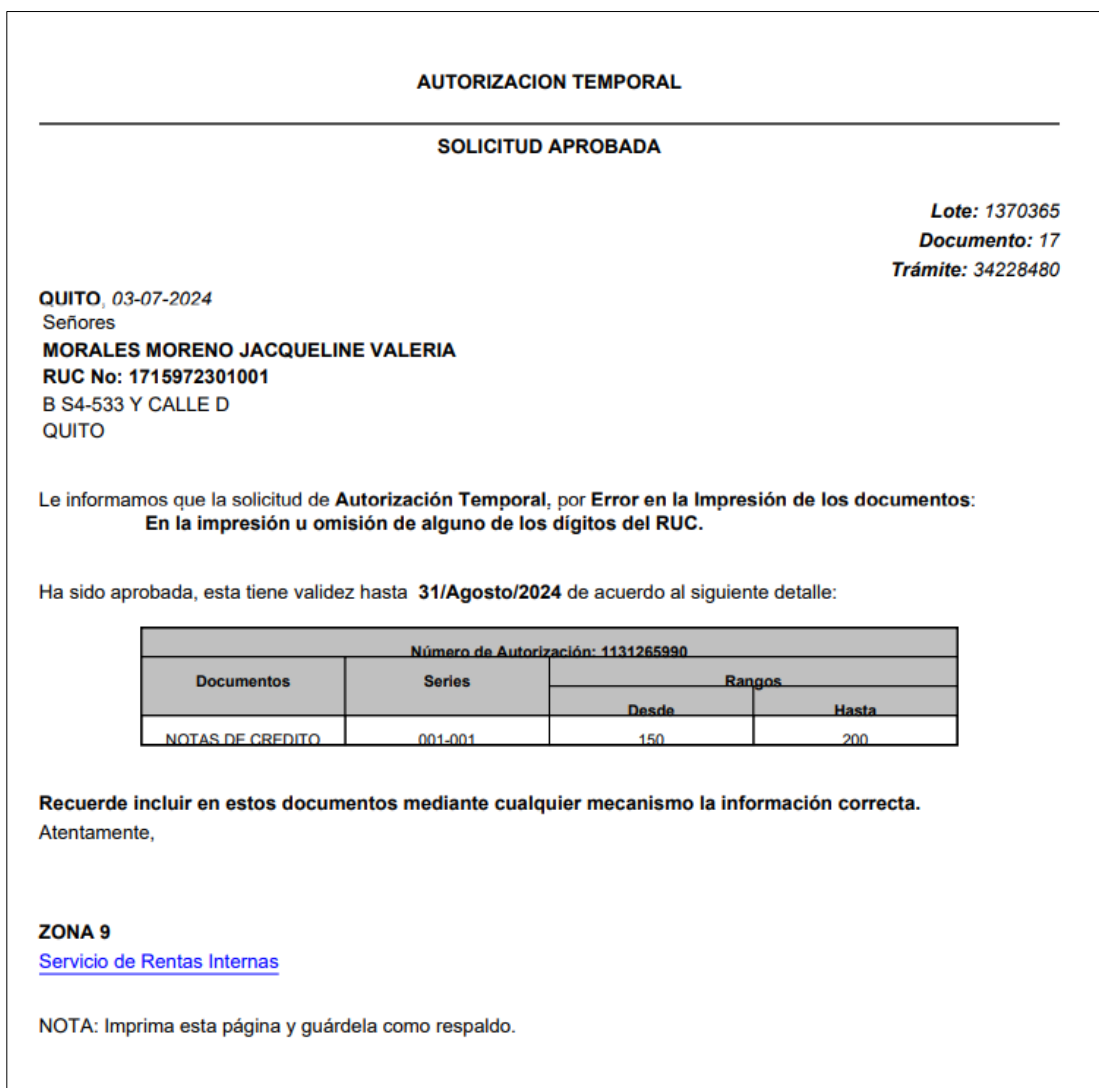 AUTORIZACION TEMPORAL
SOLICITUD APROBADA
Lote: 1370365
Documento: 17
Trámite: 34228480
QUITO, 03-07-2024
Señores
MORALES MORENO JACQUELINE VALERIA
RUC No: 1715972301001
B S4-533 Y CALLE D
QUITO
Le informamos que la solicitud de Autorización Temporal, por Error en la Impresión de los documentos:
En la impresión u omisión de alguno de los dígitos del RUC.
Ha sido aprobada, esta tiene validez hasta 31/Agosto/2024 de acuerdo al siguiente detalle:
Número de Autorización: 1131265990
Documentos Series Rangos
Desde Hasta
NOTAS DE CREDITO 001-001 150 200
Recuerde incluir en estos documentos mediante cualquier mecanismo la información correcta.
Atentamente,
ZONA 9
Servicio de Rentas Internas
NOTA: Imprima esta página y guárdela como respaldo.